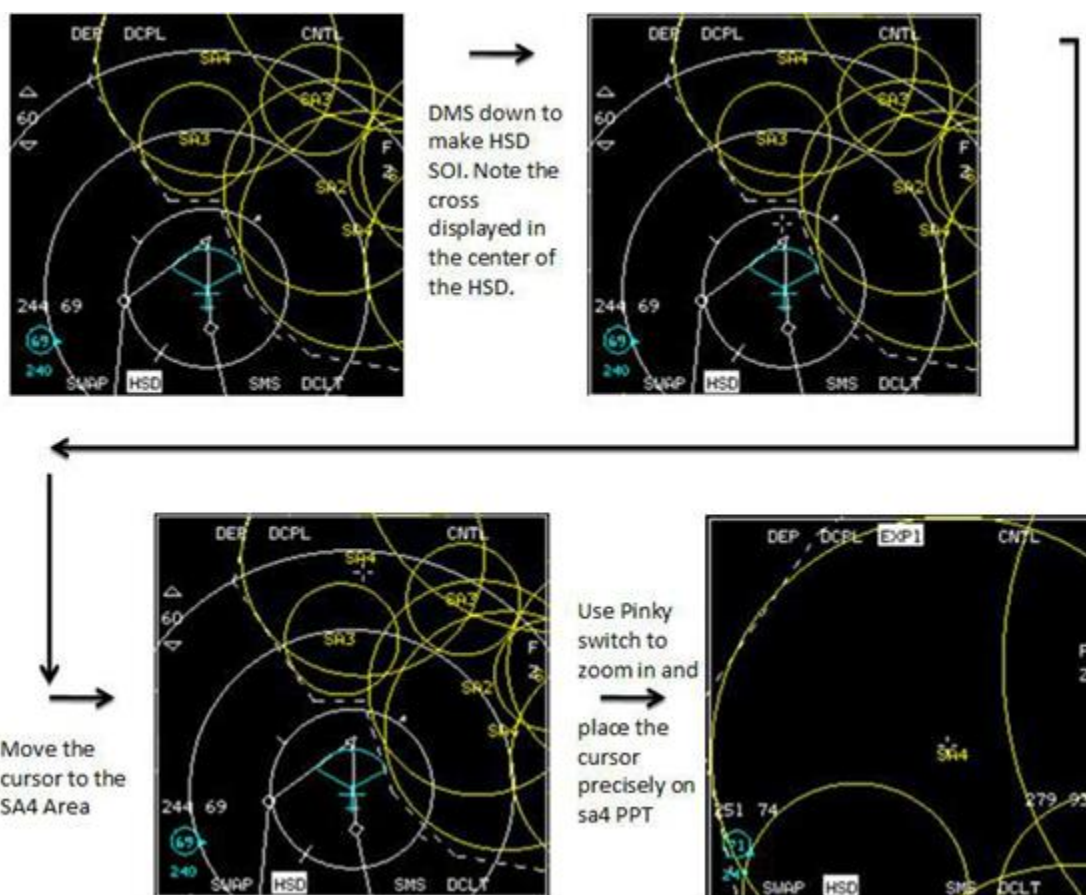 DEP DCPL CNTL
SA4
SA3
60
SA3
F
Z
SA2
SA4
244 69
69
240
SWAP HSD SMS DCLT
DMS down to
make HSD
SOI. Note the
cross
displayed in
the center of
the HSD.
DEP DCPL CNTL
SA4
SA3
60
SA3
F
Z
SA2
SA4
244 69
69
240
SWAP HSD SMS DCLT
Move the
cursor to the
SA4 Area
DEP DCPL CNTL
SA4
60
SA3
SA3
F
Z
SA2
SA4
244 69
69
240
SWAP HSD SMS DCLT
Use Pinky
switch to
zoom in and
place the
cursor
precisely on
sa4 PPT
DEP DCPL EXP1 CNTL
SA4
251 74
71
SWAP HSD SMS DCLT